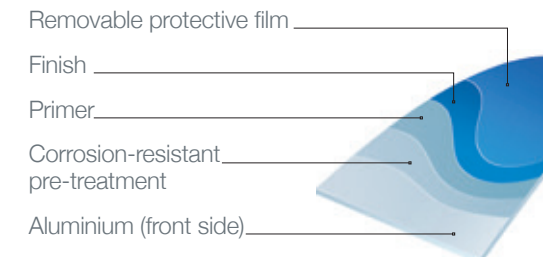 Removable protective film
Finish
Primer
Corrosion-resistant
pre-treatment
Aluminium (front side)